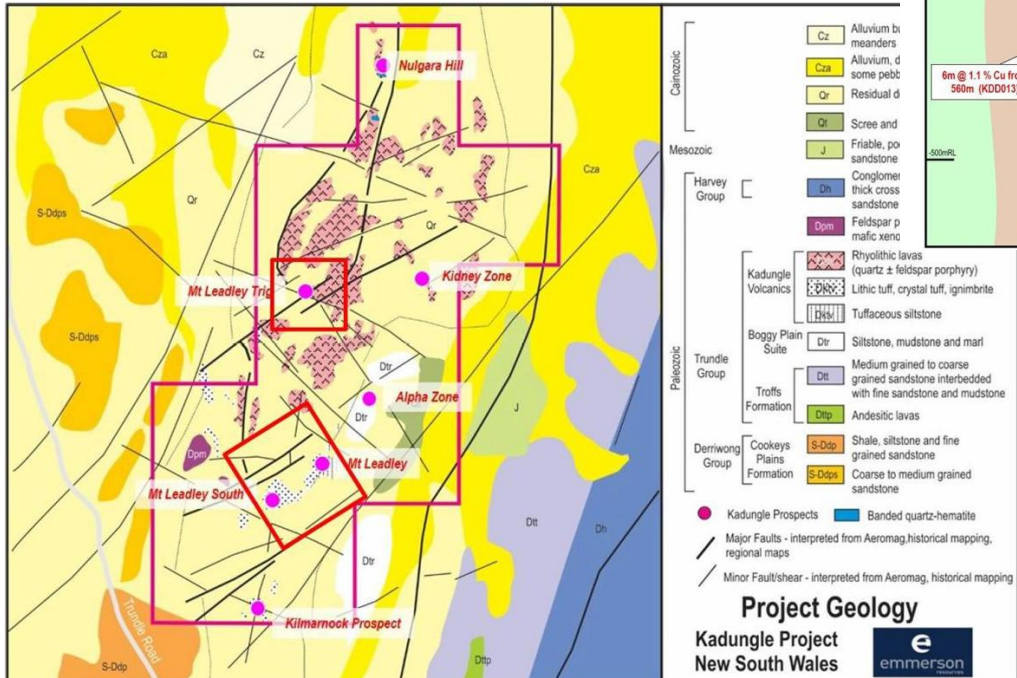 Cza
Cz
Nulgara Hill
Cza
S-Ddps
Qr
Qr
Mt Leadley Trig
Kidney Zone
S-Ddps
Dtr
J
Alpha Zone
Dtr
Dpm
Mt Leadley
Mt Leadley South
Dtt
Dh
Dtr
Kilmarnock Prospect
Trundle Road
S-Ddp
Dttp
Cainozoic
Mesozoic
Paleozoic
Harvey
Group
Trundle
Group
Derriwong
Group
Kadungle
Volcanics
Boggy Plain
Suite
Troffs
Formation
Cookeys
Plains
Formation
Cz Alluvium
meanders
Cza Alluvium,
some
Qr Residual
Qt Scree and
J Friable,
sandstone
Dh
thick cross
sandstone
Dpm Feldspar
mafic
Rhyolithic lavas
(quartz ± feldspar porphyry)
Lithic tuff, crystal tuff, ignimbrite
Tuffaceous siltstone
Dtr Siltstone, mudstone and marl
Dtt Medium grained to coarse
grained sandstone interbedded
with fine sandstone and mudstone
Dttp Andesitic lavas
S-Ddp Shale, siltstone and fine
grained sandstone
S-Ddps Coarse to medium grained
sandstone
Kadungle Prospects Banded quartz-hematite
Major Faults - interpreted from Aeromag,historical mapping,
regional maps
Minor Fault/shear - interpreted from Aeromag, historical mapping
Project Geology
Kadungle Project
New South Wales
e
emmerson
resources
6m @ 1.1 % Cu
560m (KDD013)
-500mRL